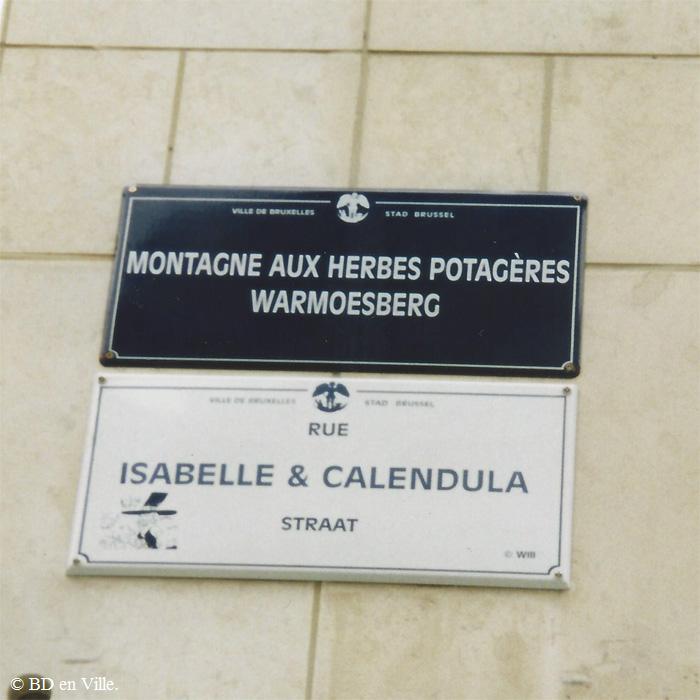 VILLE DE BRUXELLES STAD BRUSSEL
MONTAGNE AUX HERBES POTAGÈRES
WARMOESBERG
VILLE DE BRUXELLES STAD BRUSSEL
RUE
ISABELLE & CALENDULA
STRAAT
© Will
© BD en Ville.